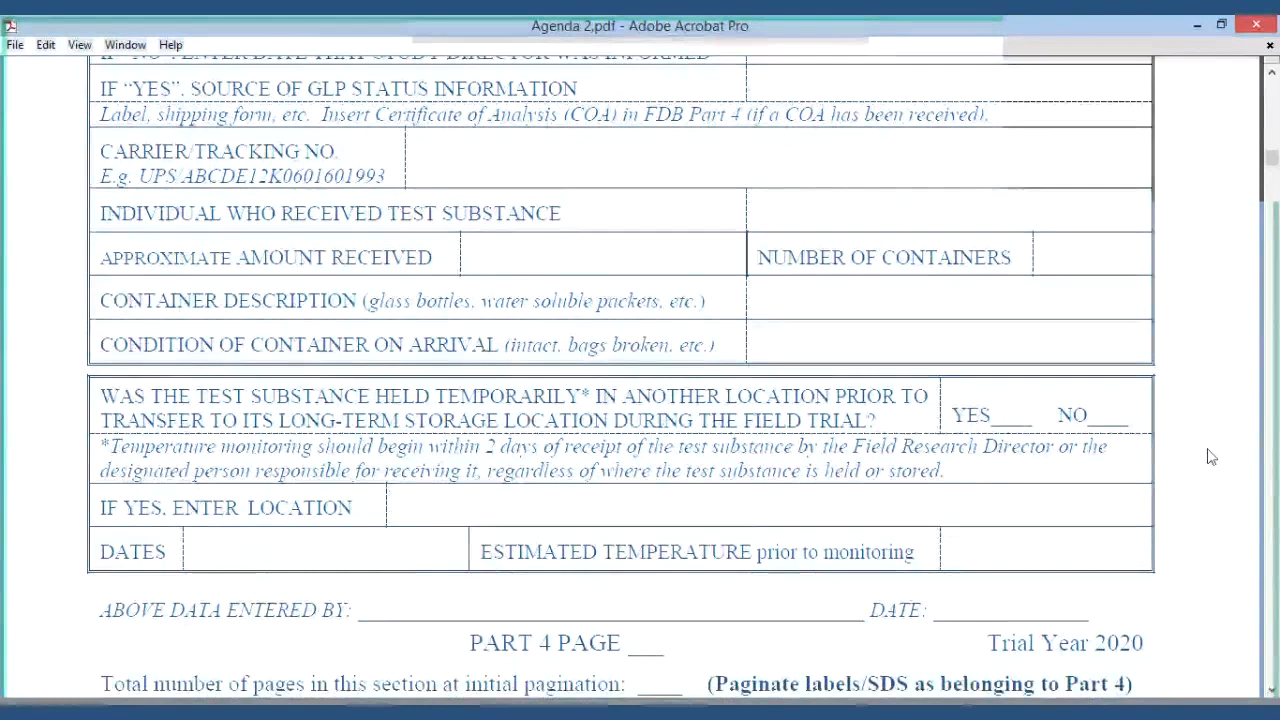 Agenda 2.pdf - Adobe Acrobat Pro
File Edit View Window Help
IF "NO", ENTER DATE THAT STUDY DIRECTOR WAS INFORMED
IF “YES”, SOURCE OF GLP STATUS INFORMATION
Label, shipping form, etc. Insert Certificate of Analysis (COA) in FDB Part 4 (if a COA has been received).
CARRIER/TRACKING NO.
E.g. UPS ABCDE12K0601601993
INDIVIDUAL WHO RECEIVED TEST SUBSTANCE
APPROXIMATE AMOUNT RECEIVED NUMBER OF CONTAINERS
CONTAINER DESCRIPTION (glass bottles, water soluble packets, etc.)
CONDITION OF CONTAINER ON ARRIVAL (intact, bags broken, etc.)
WAS THE TEST SUBSTANCE HELD TEMPORARILY* IN ANOTHER LOCATION PRIOR TO
TRANSFER TO ITS LONG-TERM STORAGE LOCATION DURING THE FIELD TRIAL? YES____ NO____
*Temperature monitoring should begin within 2 days of receipt of the test substance by the Field Research Director or the
designated person responsible for receiving it, regardless of where the test substance is held or stored.
IF YES, ENTER LOCATION
DATES ESTIMATED TEMPERATURE prior to monitoring
ABOVE DATA ENTERED BY: ____________________ DATE: ____________
PART 4 PAGE ___ Trial Year 2020
Total number of pages in this section at initial pagination: ____ (Paginate labels/SDS as belonging to Part 4)